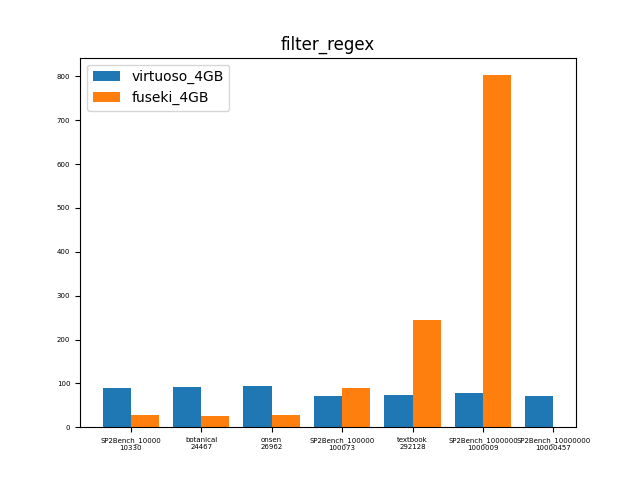 filter_regex
virtuoso_4GB
fuseki_4GB
800
700
600
500
400
300
200
100
0
SP2Bench_10000
10330
botanical
24467
onsen
26962
SP2Bench_100000
100073
textbook
292128
SP2Bench_1000000
1000009
SP2Bench_10000000
10000457